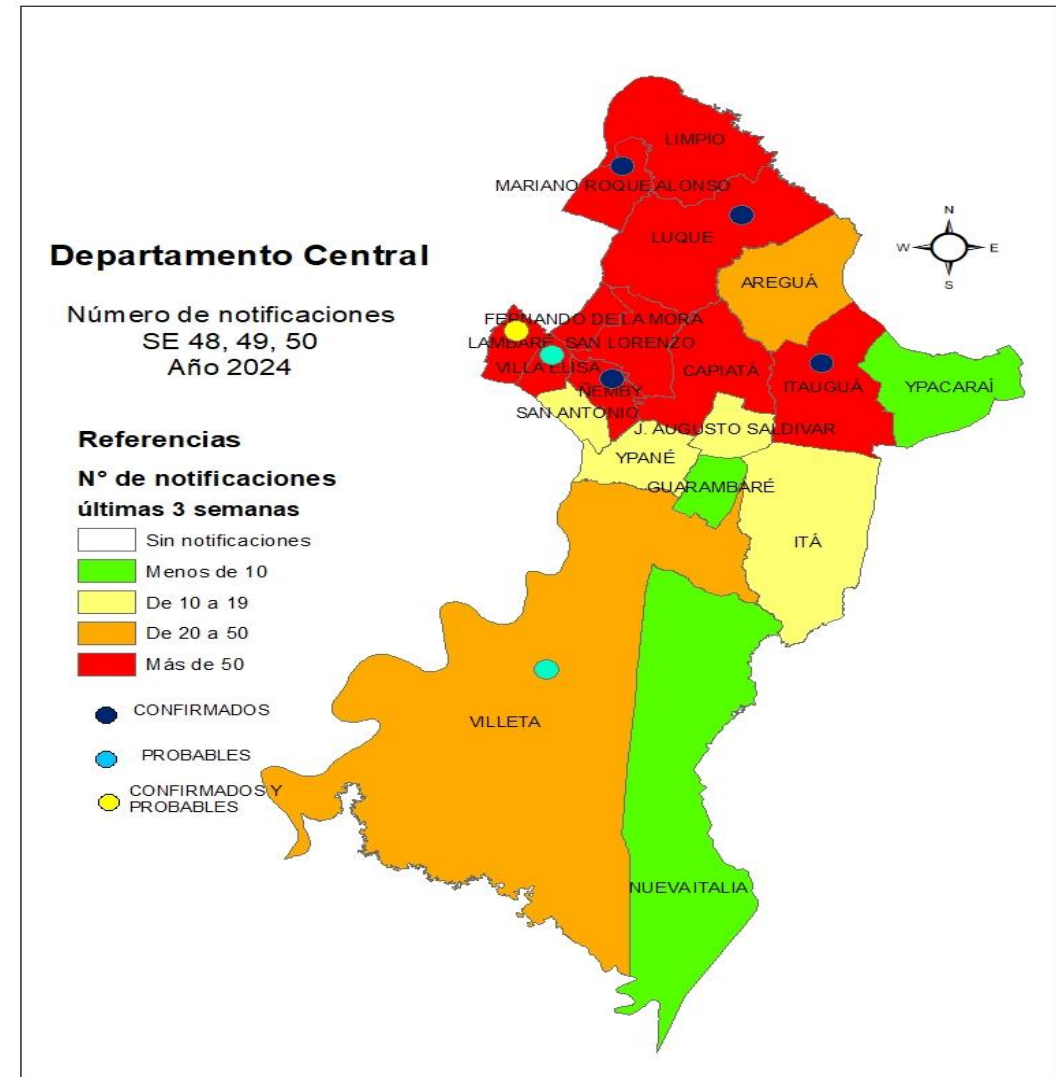 Departamento Central
Número de notificaciones
SE 48, 49, 50
Año 2024
Referencias
N° de notificaciones
últimas 3 semanas
Sin notificaciones
Menos de 10
De 10 a 19
De 20 a 50
Más de 50
CONFIRMADOS
PROBABLES
CONFIRMADOS Y
PROBABLES
N
W
E
S
LIMPIO
MARIANO ROQUE ALONSO
LUQUE
AREGUÁ
FERNANDO DE LA MORA
LAMBARÉ
SAN LORENZO
VILLA ELISA
CAPIATÁ
ITAUGUÁ
YPACARAÍ
ÑEMBY
SAN ANTONIO
J. AUGUSTO SALDIVAR
YPANÉ
GUARAMBARÉ
ITÁ
VILLETA
NUEVA ITALIA